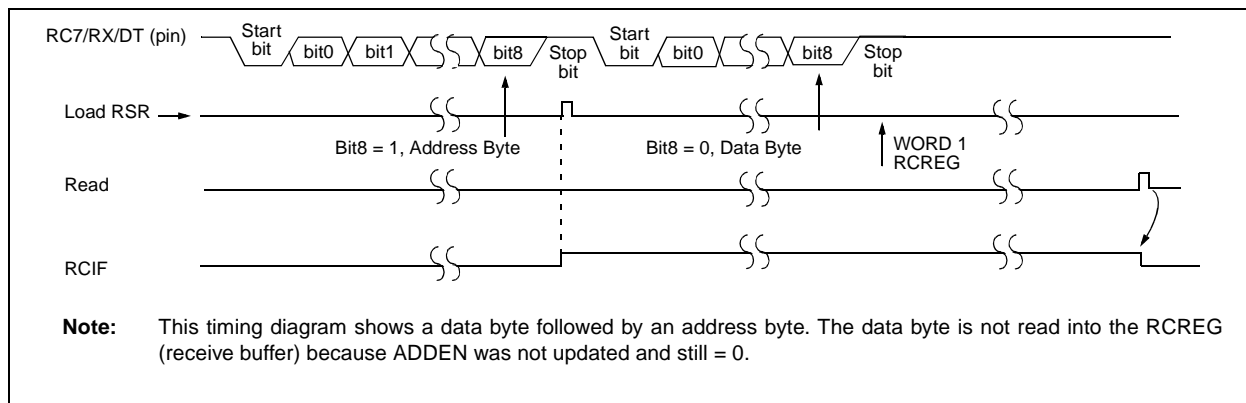 RC7/RX/DT (pin)
Start bit
bit0
bit1
bit8
Stop bit
Start bit
bit0
bit8
Stop bit
Load RSR
Bit8 = 1, Address Byte
Bit8 = 0, Data Byte
WORD 1
RCREG
Read
RCIF
Note: This timing diagram shows a data byte followed by an address byte. The data byte is not read into the RCREG
(receive buffer) because ADDEN was not updated and still = 0.